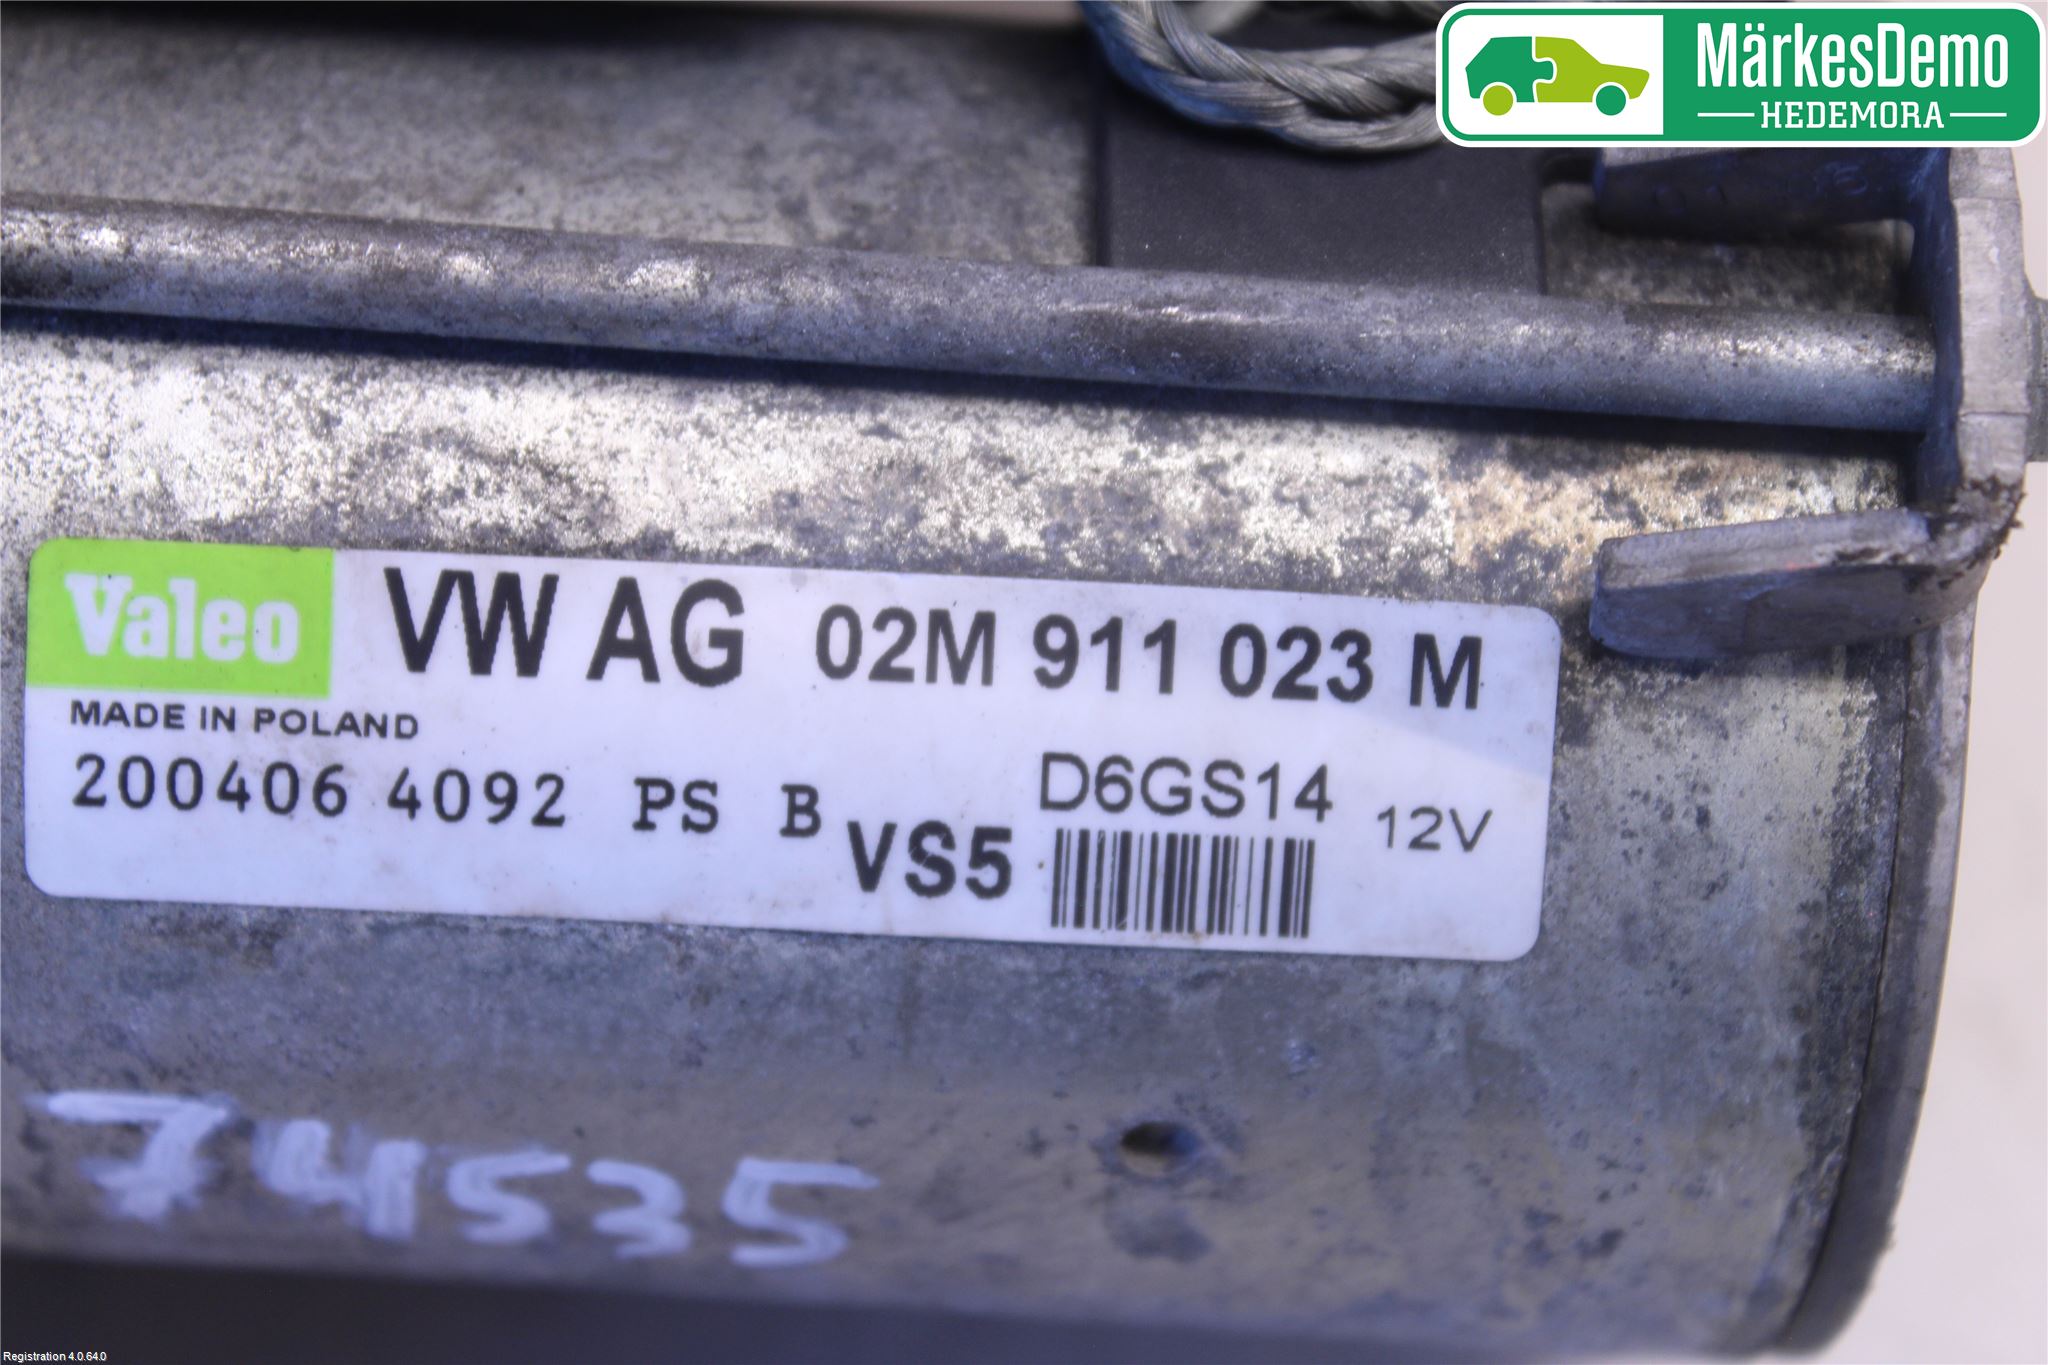 MärkesDemo
HEDEMORA
Valeo
VW AG 02M 911 023 M
MADE IN POLAND
200406 4092 PS B
VS5
D6GS14
12V
74535
Registration 4.0.64.0